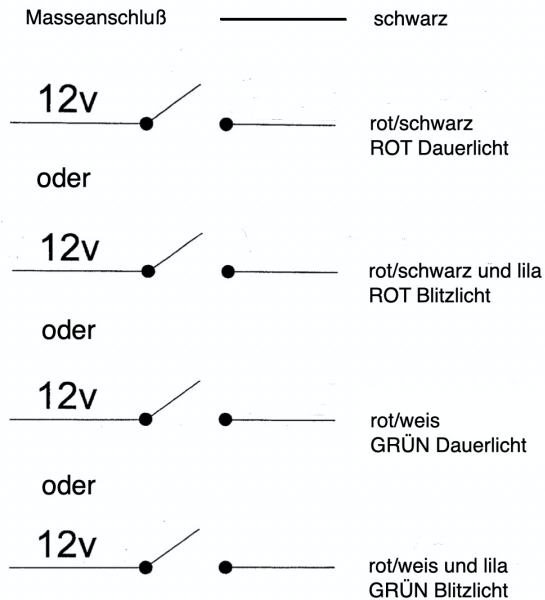 Masseanschluß schwarz
12v
rot/schwarz
ROT Dauerlicht
oder
12v
rot/schwarz und lila
ROT Blitzlicht
oder
12v
rot/weis
GRÜN Dauerlicht
oder
12v
rot/weis und lila
GRÜN Blitzlicht